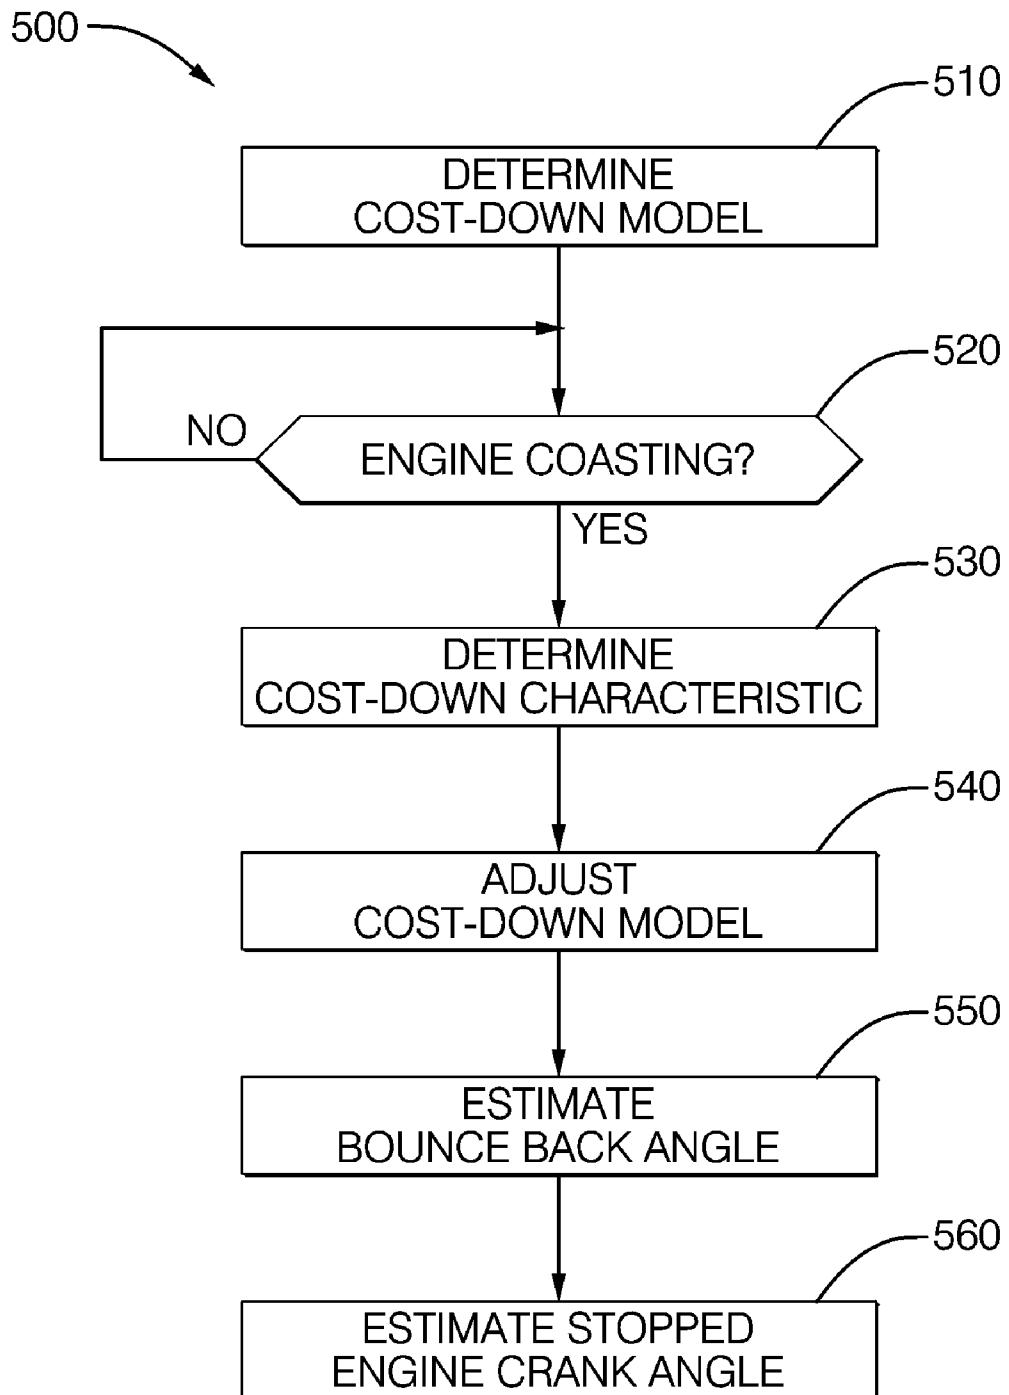 500
510
DETERMINE
COST-DOWN MODEL
520
NO
ENGINE COASTING?
YES
530
DETERMINE
COST-DOWN CHARACTERISTIC
540
ADJUST
COST-DOWN MODEL
550
ESTIMATE
BOUNCE BACK ANGLE
560
ESTIMATE STOPPED
ENGINE CRANK ANGLE